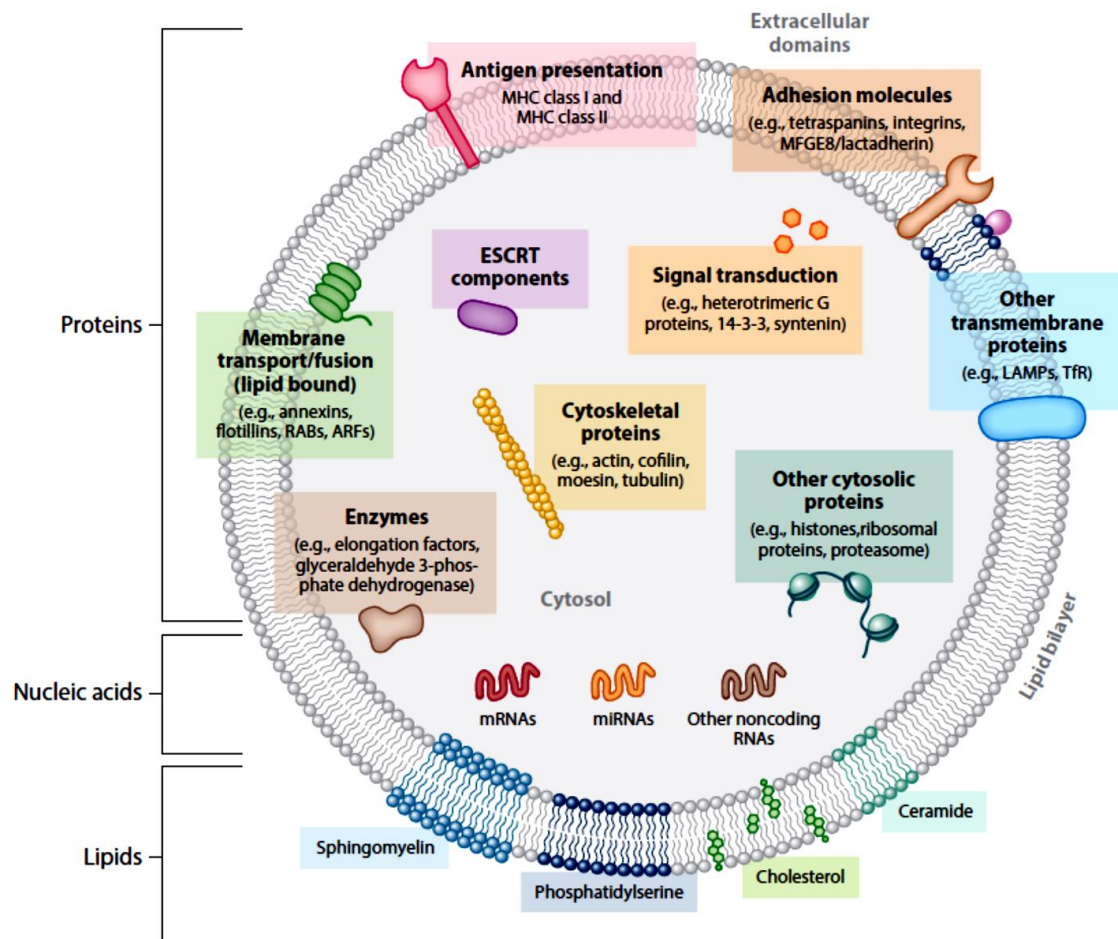 Extracellular
domains
Antigen presentation
MHC class I and
MHC class II
Adhesion molecules
(e.g., tetraspanins, integrins,
MFGE8/lactadherin)
ESCRT
components
Signal transduction
(e.g., heterotrimeric G
proteins, 14-3-3, syntenin)
Other
transmembrane
proteins
(e.g., LAMPs, TfR)
Proteins
Membrane
transport/fusion
(lipid bound)
(e.g., annexins,
flotillins, RABs, ARFs)
Cytoskeletal
proteins
(e.g., actin, cofilin,
moesin, tubulin)
Other cytosolic
proteins
(e.g., histones,ribosomal
proteins, proteasome)
Enzymes
(e.g., elongation factors,
glyceraldehyde 3-phos-
phate dehydrogenase)
Cytosol
Lipid bilayer
Nucleic acids
mRNAs
miRNAs
Other noncoding
RNAs
Lipids
Sphingomyelin
Phosphatidylserine
Cholesterol
Ceramide